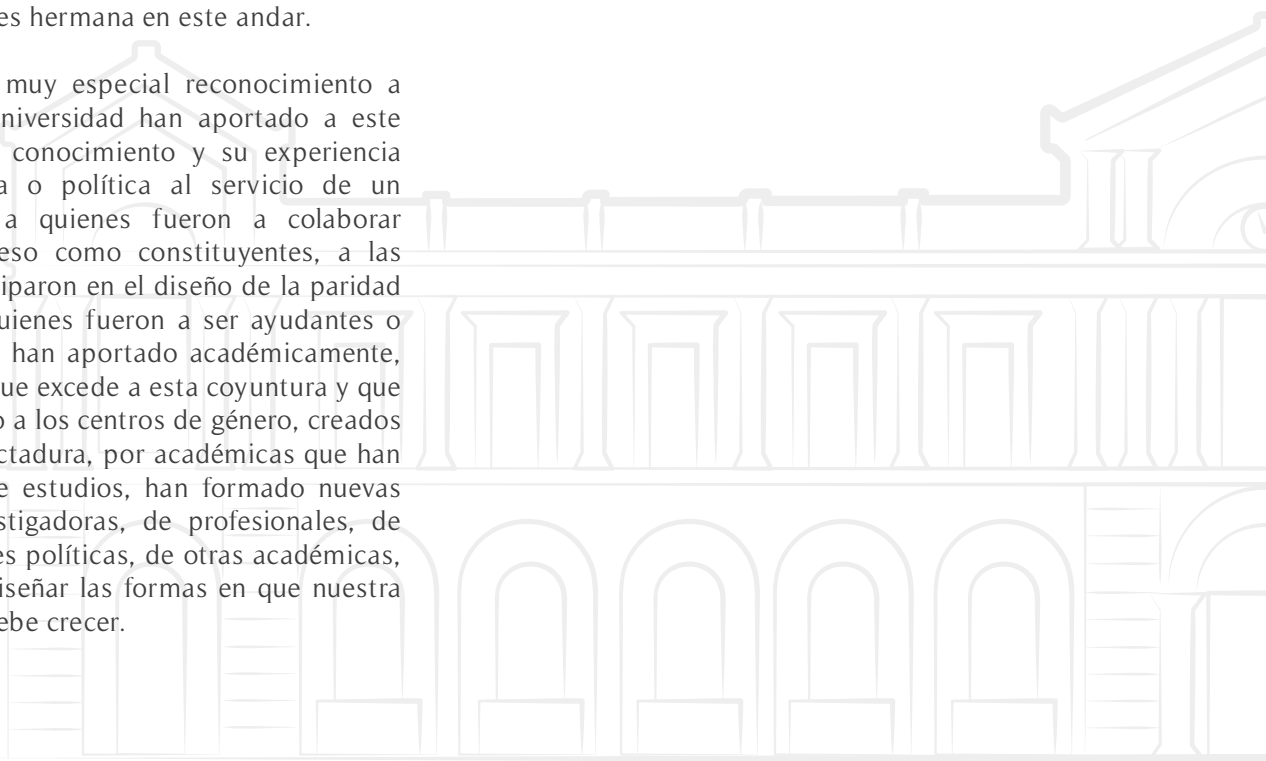 es hermana en este andar.
muy especial reconocimiento a
niversidad han aportado a este
conocimiento y su experiencia
a o política al servicio de un
a quienes fueron a colaborar
eso como constituyentes, a las
iparon en el diseño de la paridad
uienes fueron a ser ayudantes o
han aportado académicamente,
ue excede a esta coyuntura y que
o a los centros de género, creados
ctadura, por académicas que han
e estudios, han formado nuevas
stigadoras, de profesionales, de
es políticas, de otras académicas,
iseñar las formas en que nuestra
ebe crecer.